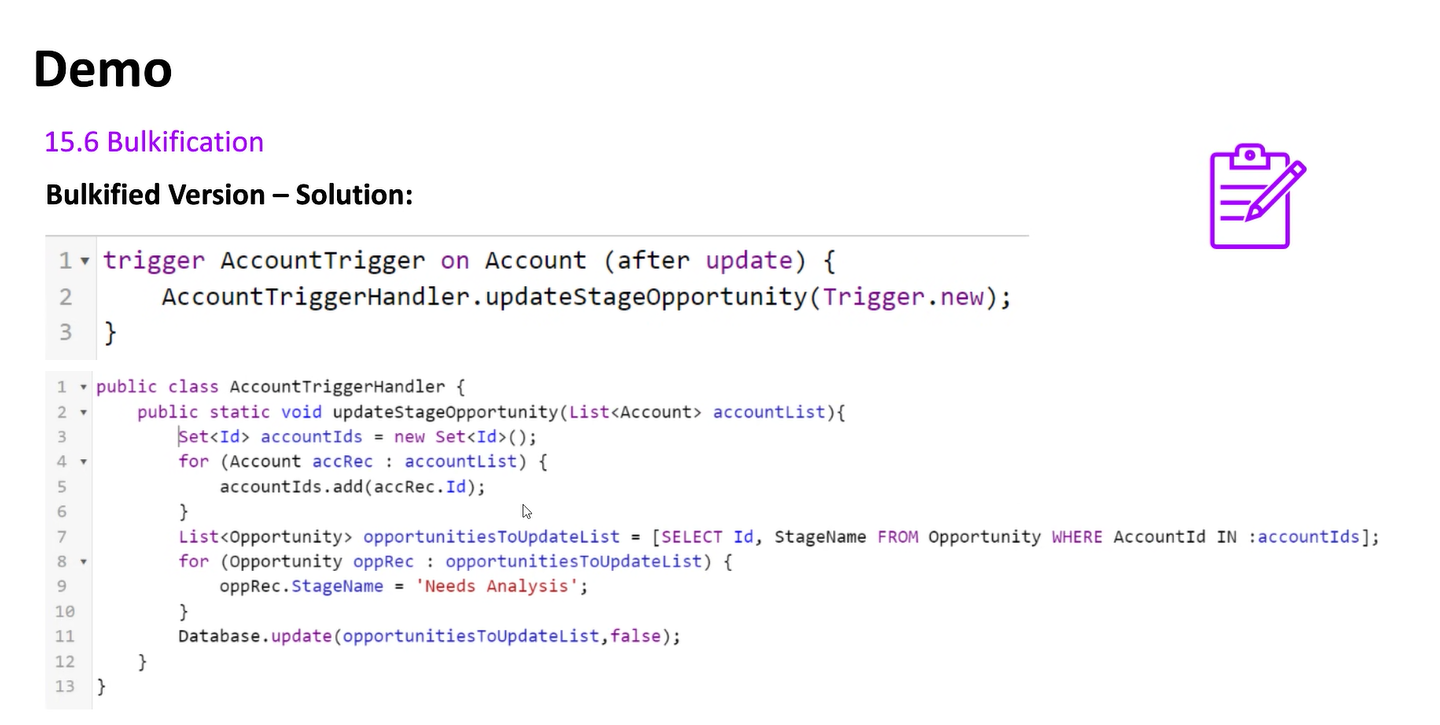 Demo
15.6 Bulkification
Bulkified Version – Solution:
1 trigger AccountTrigger on Account (after update) {
2     AccountTriggerHandler.updateStageOpportunity(Trigger.new);
3 }
1 public class AccountTriggerHandler {
2     public static void updateStageOpportunity(List<Account> accountList){
3         Set<Id> accountIds = new Set<Id>();
4         for (Account accRec : accountList) {
5             accountIds.add(accRec.Id);
6         }
7         List<Opportunity> opportunitiesToUpdateList = [SELECT Id, StageName FROM Opportunity WHERE AccountId IN :accountIds];
8         for (Opportunity oppRec : opportunitiesToUpdateList) {
9             oppRec.StageName = 'Needs Analysis';
10         }
11         Database.update(opportunitiesToUpdateList,false);
12     }
13 }